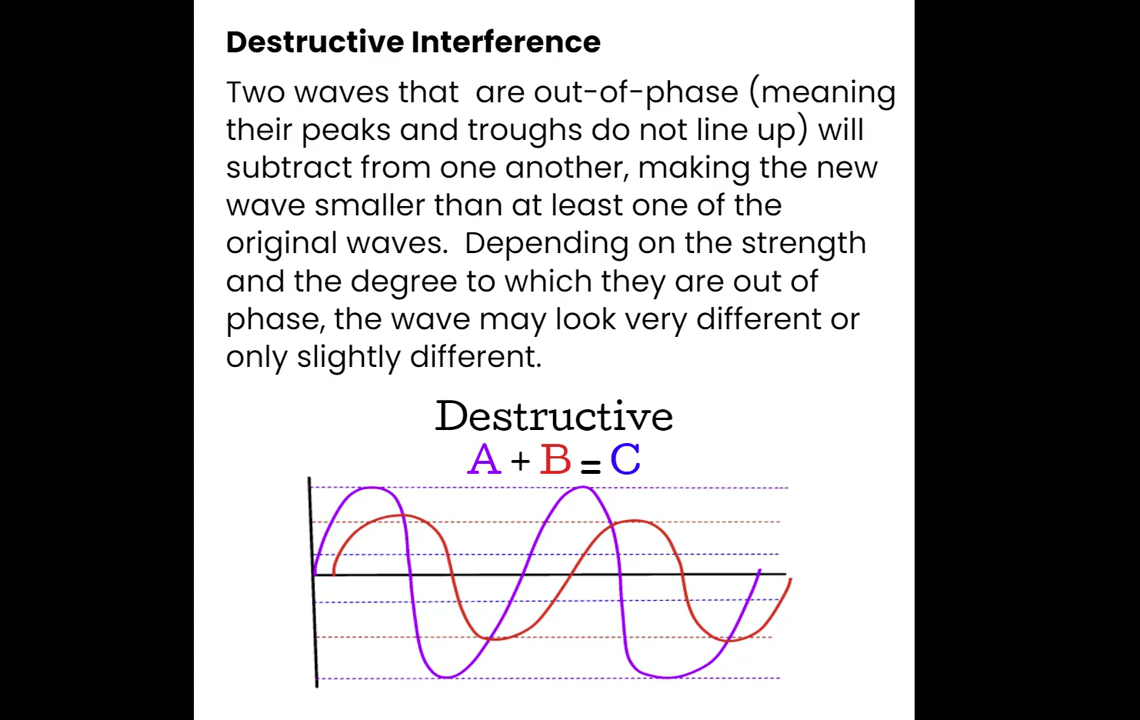 Destructive Interference
Two waves that are out-of-phase (meaning
their peaks and troughs do not line up) will
subtract from one another, making the new
wave smaller than at least one of the
original waves. Depending on the strength
and the degree to which they are out of
phase, the wave may look very different or
only slightly different.
Destructive
A + B = C